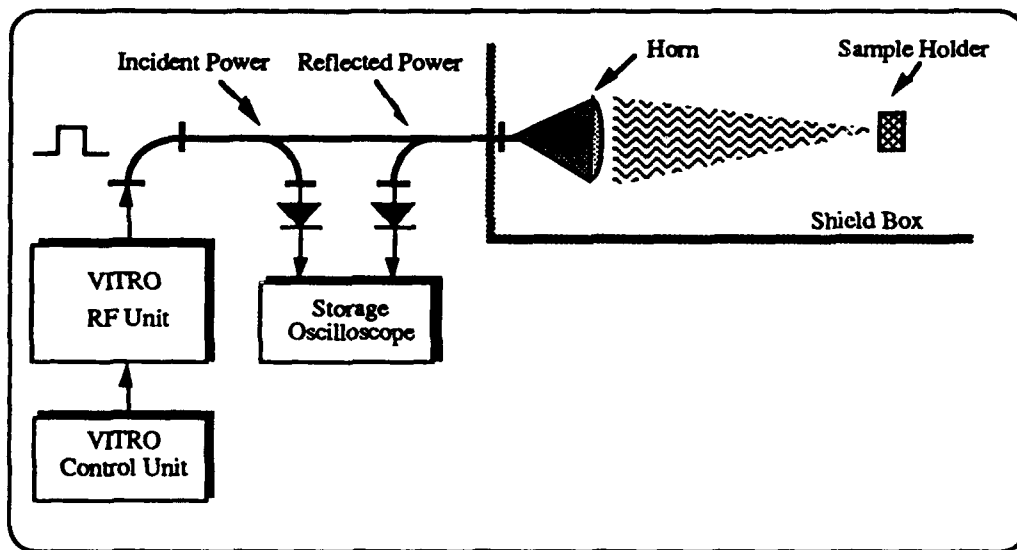 Incident Power
Reflected Power
Horn
Sample Holder
Shield Box
VITRO
RF Unit
Storage
Oscilloscope
VITRO
Control Unit